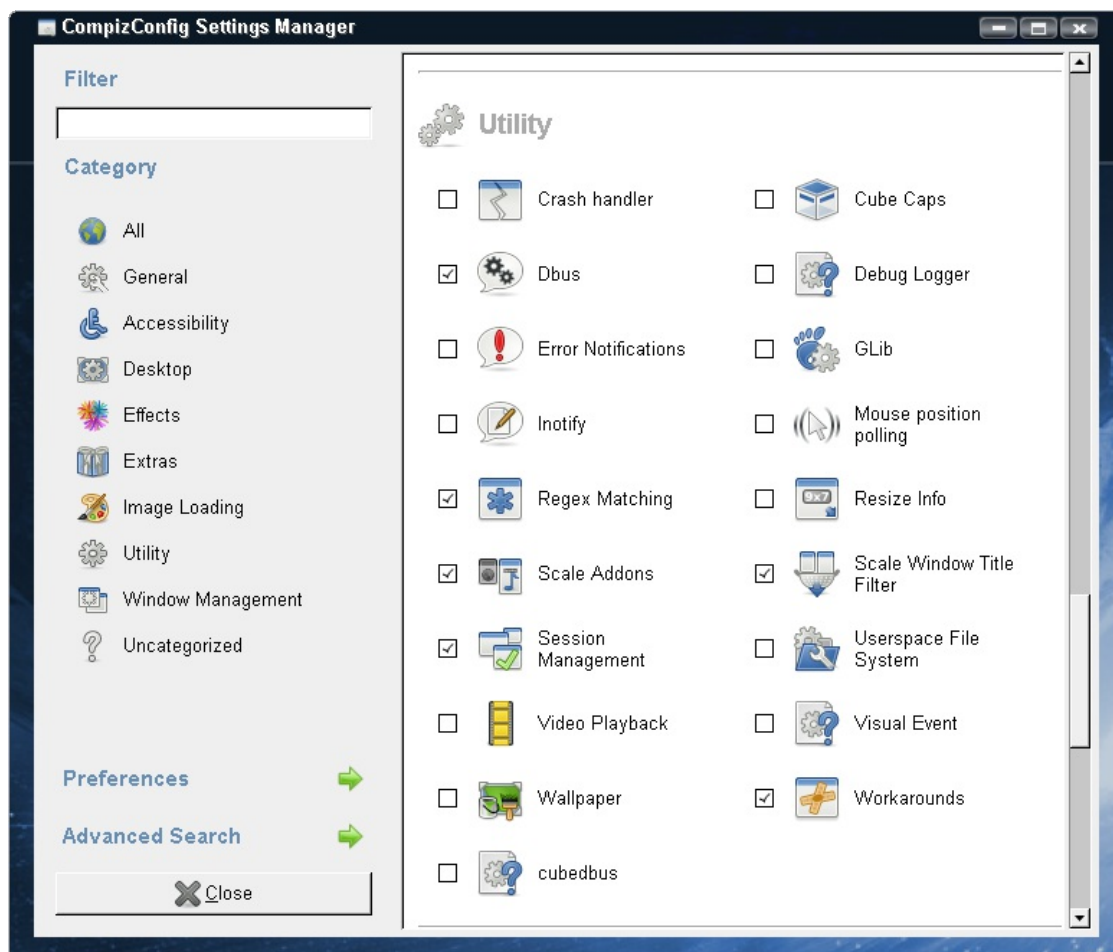 CompizConfig Settings Manager
Filter
Category
All
General
Accessibility
Desktop
Effects
Extras
Image Loading
Utility
Window Management
Uncategorized
Preferences
Advanced Search
Close
Utility
Crash handler
Cube Caps
Dbus
Debug Logger
Error Notifications
GLib
Inotify
Mouse position
polling
Regex Matching
9x7
Resize Info
Scale Addons
Scale Window Title
Filter
Session
Management
Userspace File
System
Video Playback
Visual Event
Wallpaper
Workarounds
cubedbus